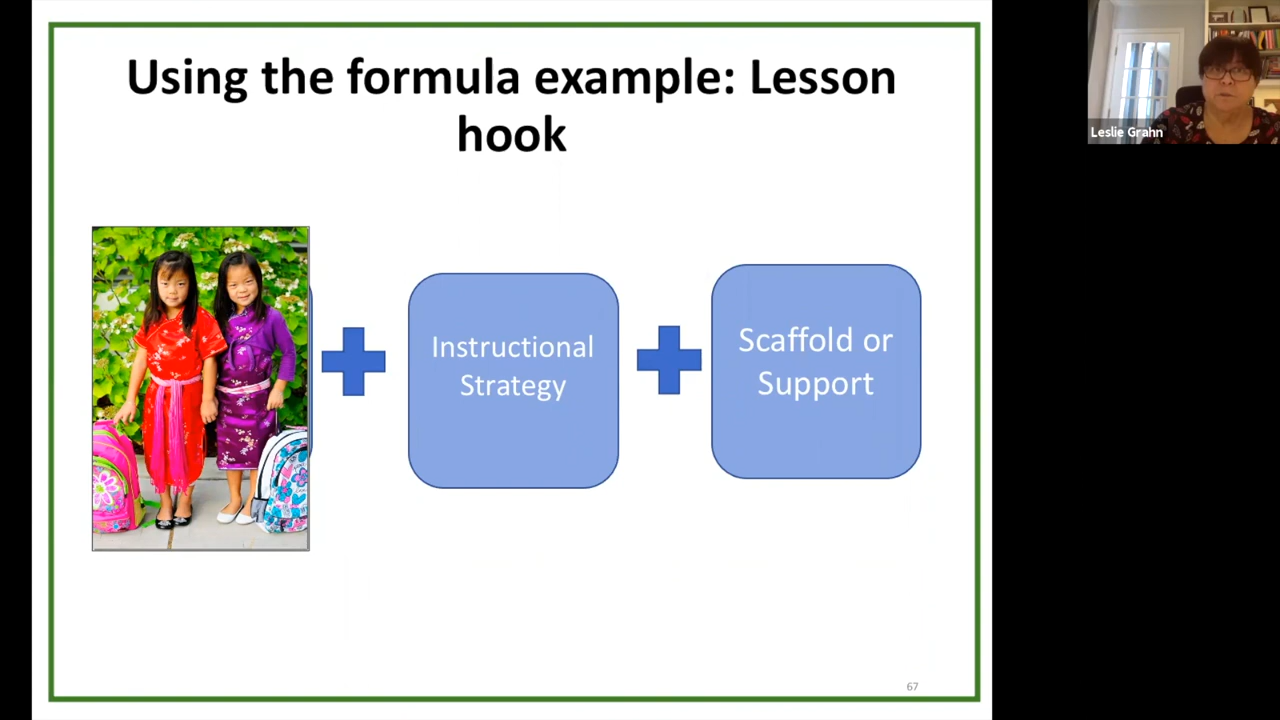 Using the formula example: Lesson
hook
Leslie Grahn
Instructional
Strategy
Scaffold or
Support
67